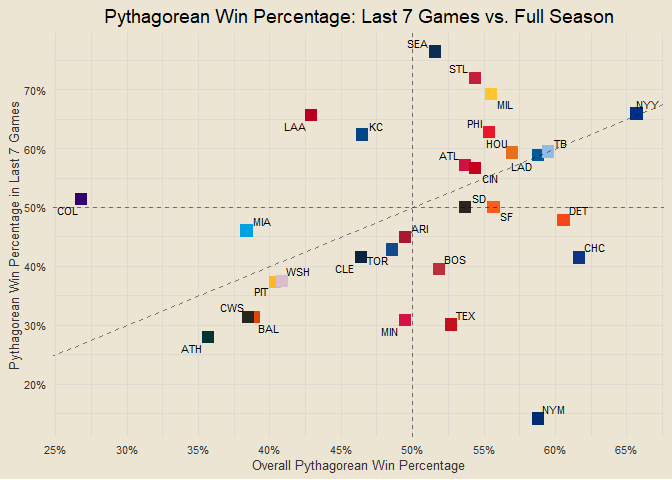 Pythagorean Win Percentage: Last 7 Games vs. Full Season
SEA
STL
MIL
NYY
LAA
KC
PHI
HOU
TB
ATL
LAD
CIN
COL
SD
SF
DET
MIA
ARI
CLE
TOR
BOS
CHC
PIT
WSH
CWS
BAL
ATH
MIN
TEX
NYM
70%
60%
50%
40%
30%
20%
Pythagorean Win Percentage in Last 7 Games
25%
30%
35%
40%
45%
50%
55%
60%
65%
Overall Pythagorean Win Percentage